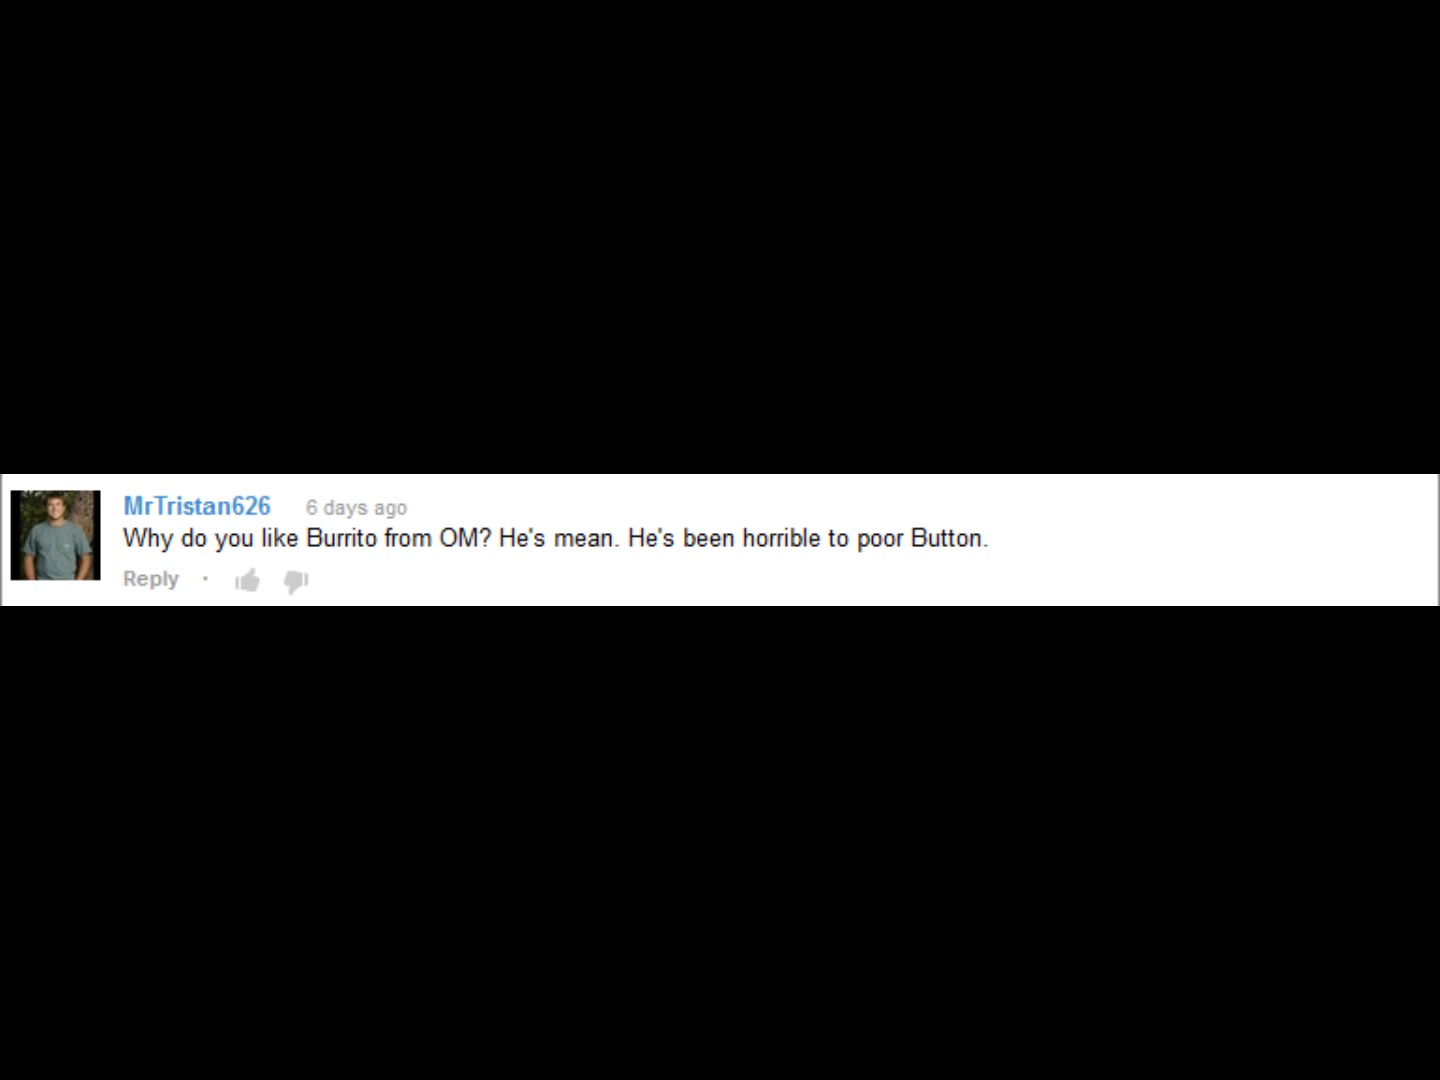 MrTristan626 6 days ago
Why do you like Burrito from OM? He's mean. He's been horrible to poor Button.
Reply ·